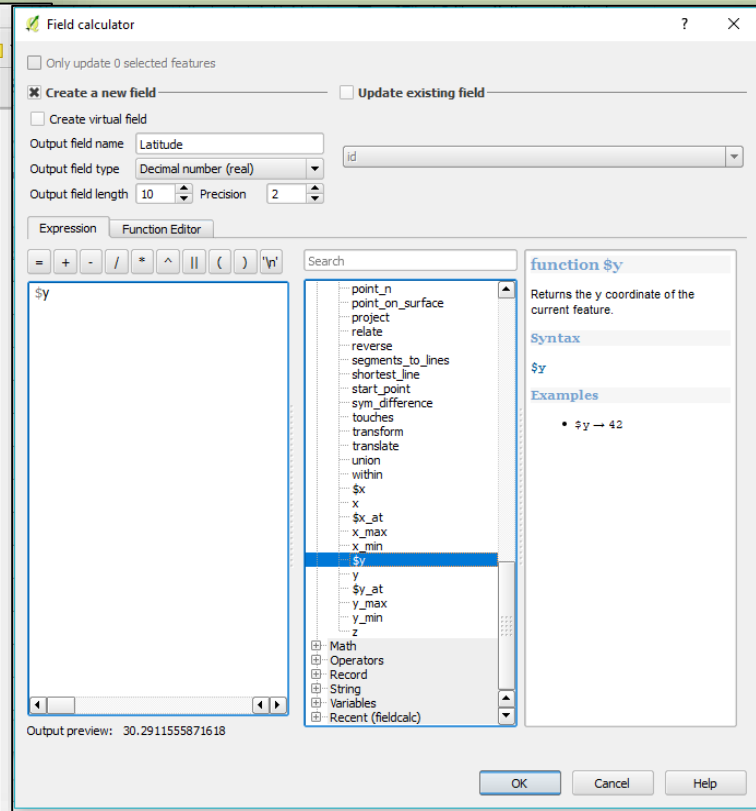 Field calculator ? X
Only update 0 selected features
Create a new field
Update existing field
Create virtual field
Output field name Latitude
id
Output field type Decimal number (real)
Output field length 10 Precision 2
Expression Function Editor
= + - / * ^ || ( ) '\n'
$y
Search
point_n
point_on_surface
project
relate
reverse
segments_to_lines
shortest_line
start_point
sym_difference
touches
transform
translate
union
within
$x
x
$x_at
x_max
x_min
$y
y
$y_at
y_max
y_min
z
Math
Operators
Record
String
Variables
Recent (fieldcalc)
function $y
Returns the y coordinate of the
current feature.
Syntax
$y
Examples
• $y → 42
Output preview: 30.2911555871618
OK Cancel Help